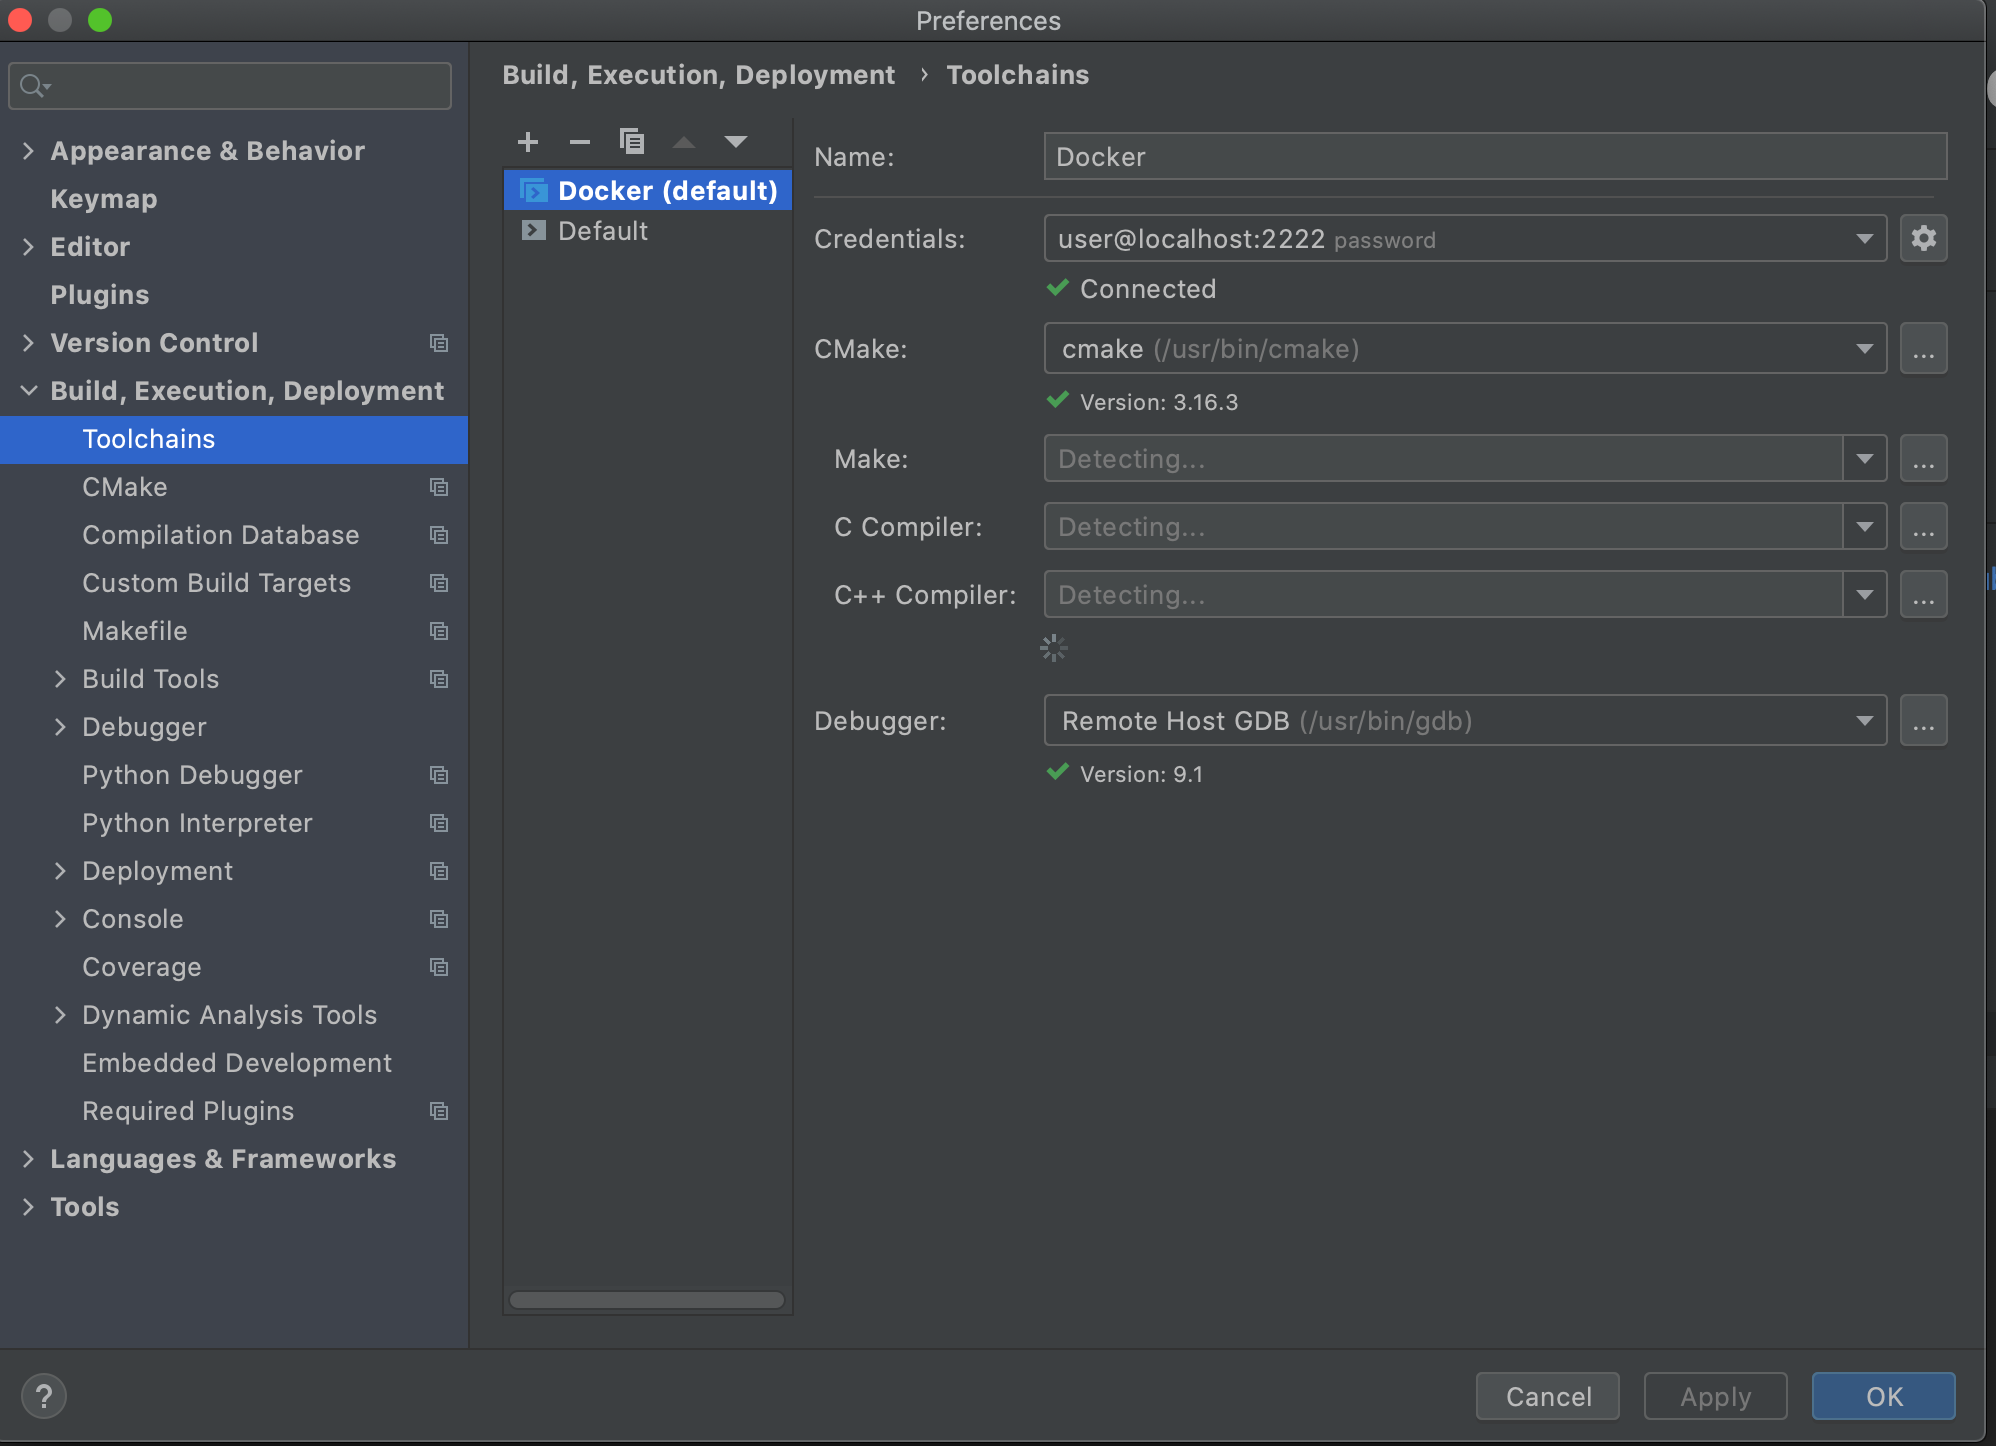 Preferences
Appearance & Behavior
Keymap
Editor
Plugins
Version Control
Build, Execution, Deployment
Toolchains
CMake
Compilation Database
Custom Build Targets
Makefile
Build Tools
Debugger
Python Debugger
Python Interpreter
Deployment
Console
Coverage
Dynamic Analysis Tools
Embedded Development
Required Plugins
Languages & Frameworks
Tools
Build, Execution, Deployment › Toolchains
Docker (default)
Default
Name: Docker
Credentials: user@localhost:2222 password
Connected
CMake: cmake (/usr/bin/cmake) ...
Version: 3.16.3
Make: Detecting... ...
C Compiler: Detecting... ...
C++ Compiler: Detecting... ...
Debugger: Remote Host GDB (/usr/bin/gdb) ...
Version: 9.1
? Cancel Apply OK